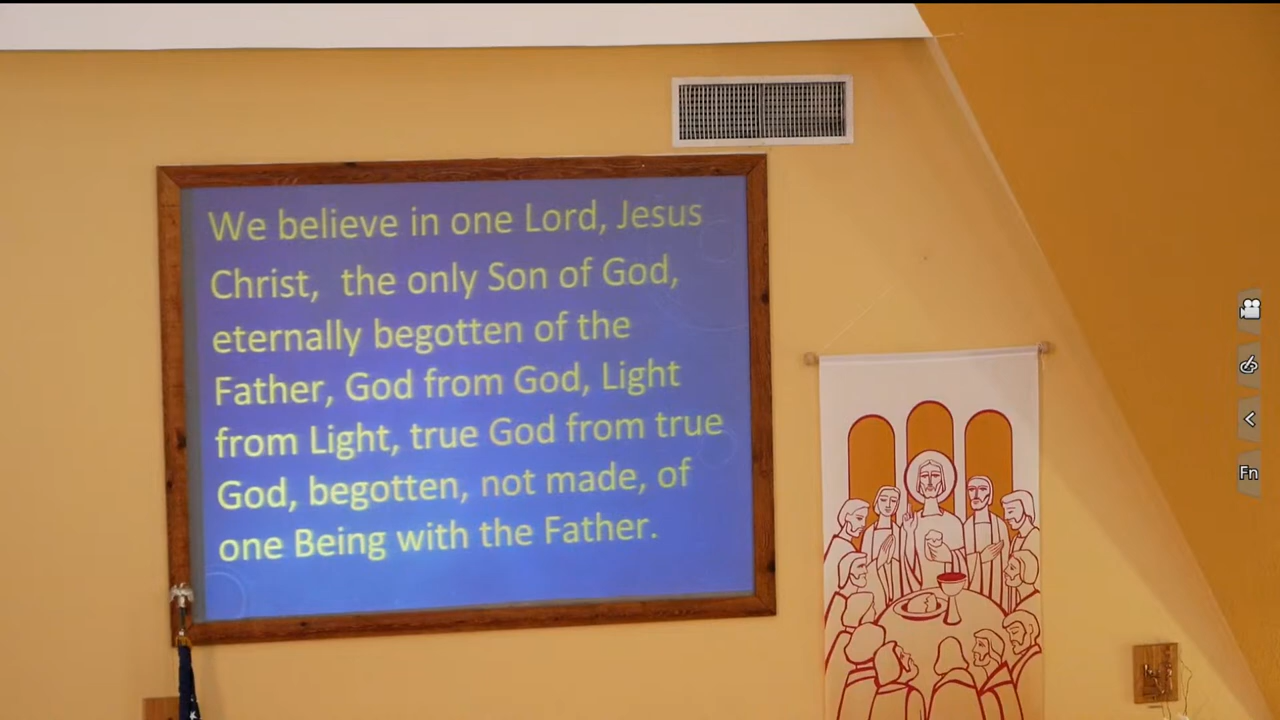 We believe in one Lord, Jesus
Christ, the only Son of God,
eternally begotten of the
Father, God from God, Light
from Light, true God from true
God, begotten, not made, of
one Being with the Father.
Fn